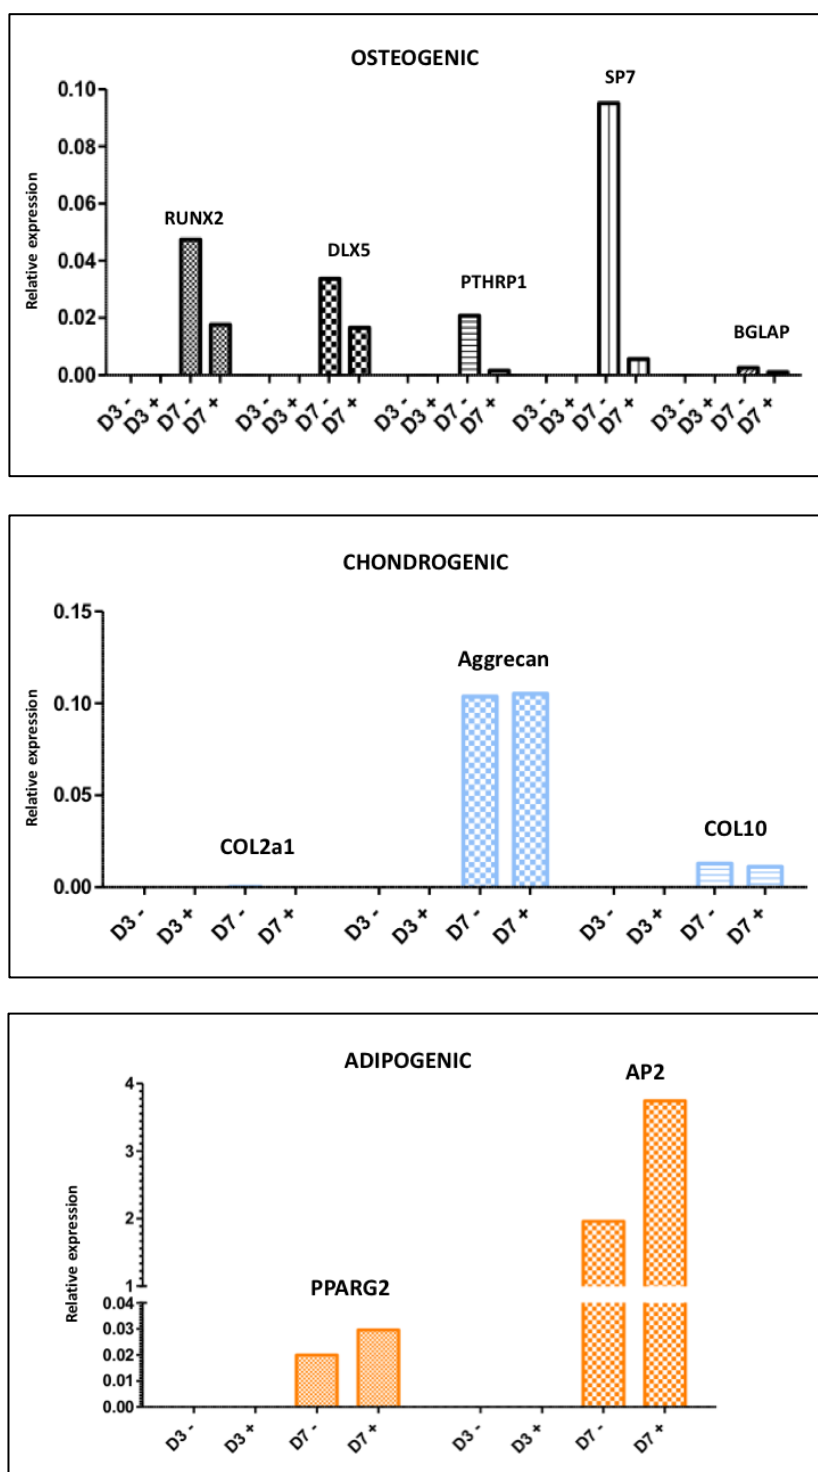 OSTEOGENIC
SP7
RUNX2
DLX5
PTHRP1
BGLAP
Relative expression
0.10
0.08
0.06
0.04
0.02
0.00
D3 - D3 + D7 - D7 + D3 - D3 + D7 - D7 + D3 - D3 + D7 - D7 + D3 - D3 + D7 - D7 + D3 - D3 + D7 - D7 +
CHONDROGENIC
Aggrecan
COL2a1
COL10
Relative expression
0.15
0.10
0.05
0.00
D3 - D3 + D7 - D7 + D3 - D3 + D7 - D7 + D3 - D3 + D7 - D7 +
ADIPOGENIC
AP2
PPARG2
Relative expression
4
3
2
1
0.04
0.03
0.02
0.01
0.00
D3 - D3 + D7 - D7 + D3 - D3 + D7 - D7 +